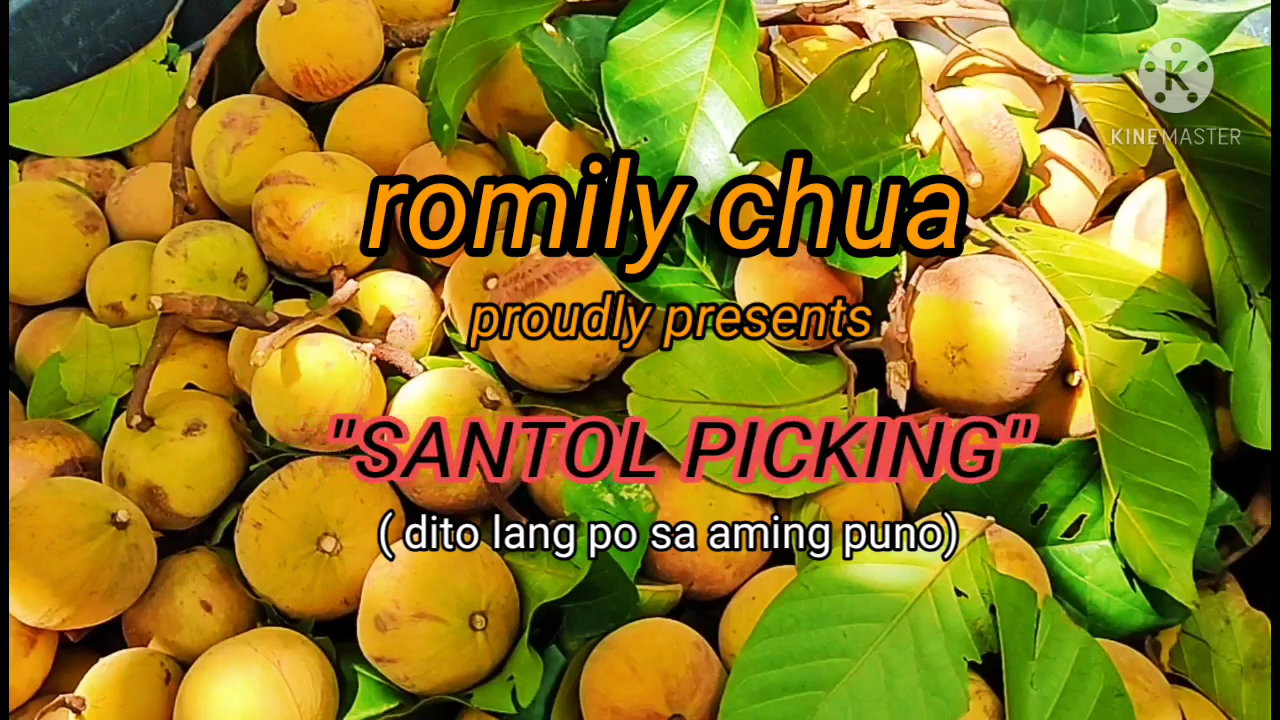 KINEMASTER
romily chua
proudly presents
"SANTOL PICKING"
( dito lang po sa aming puno)